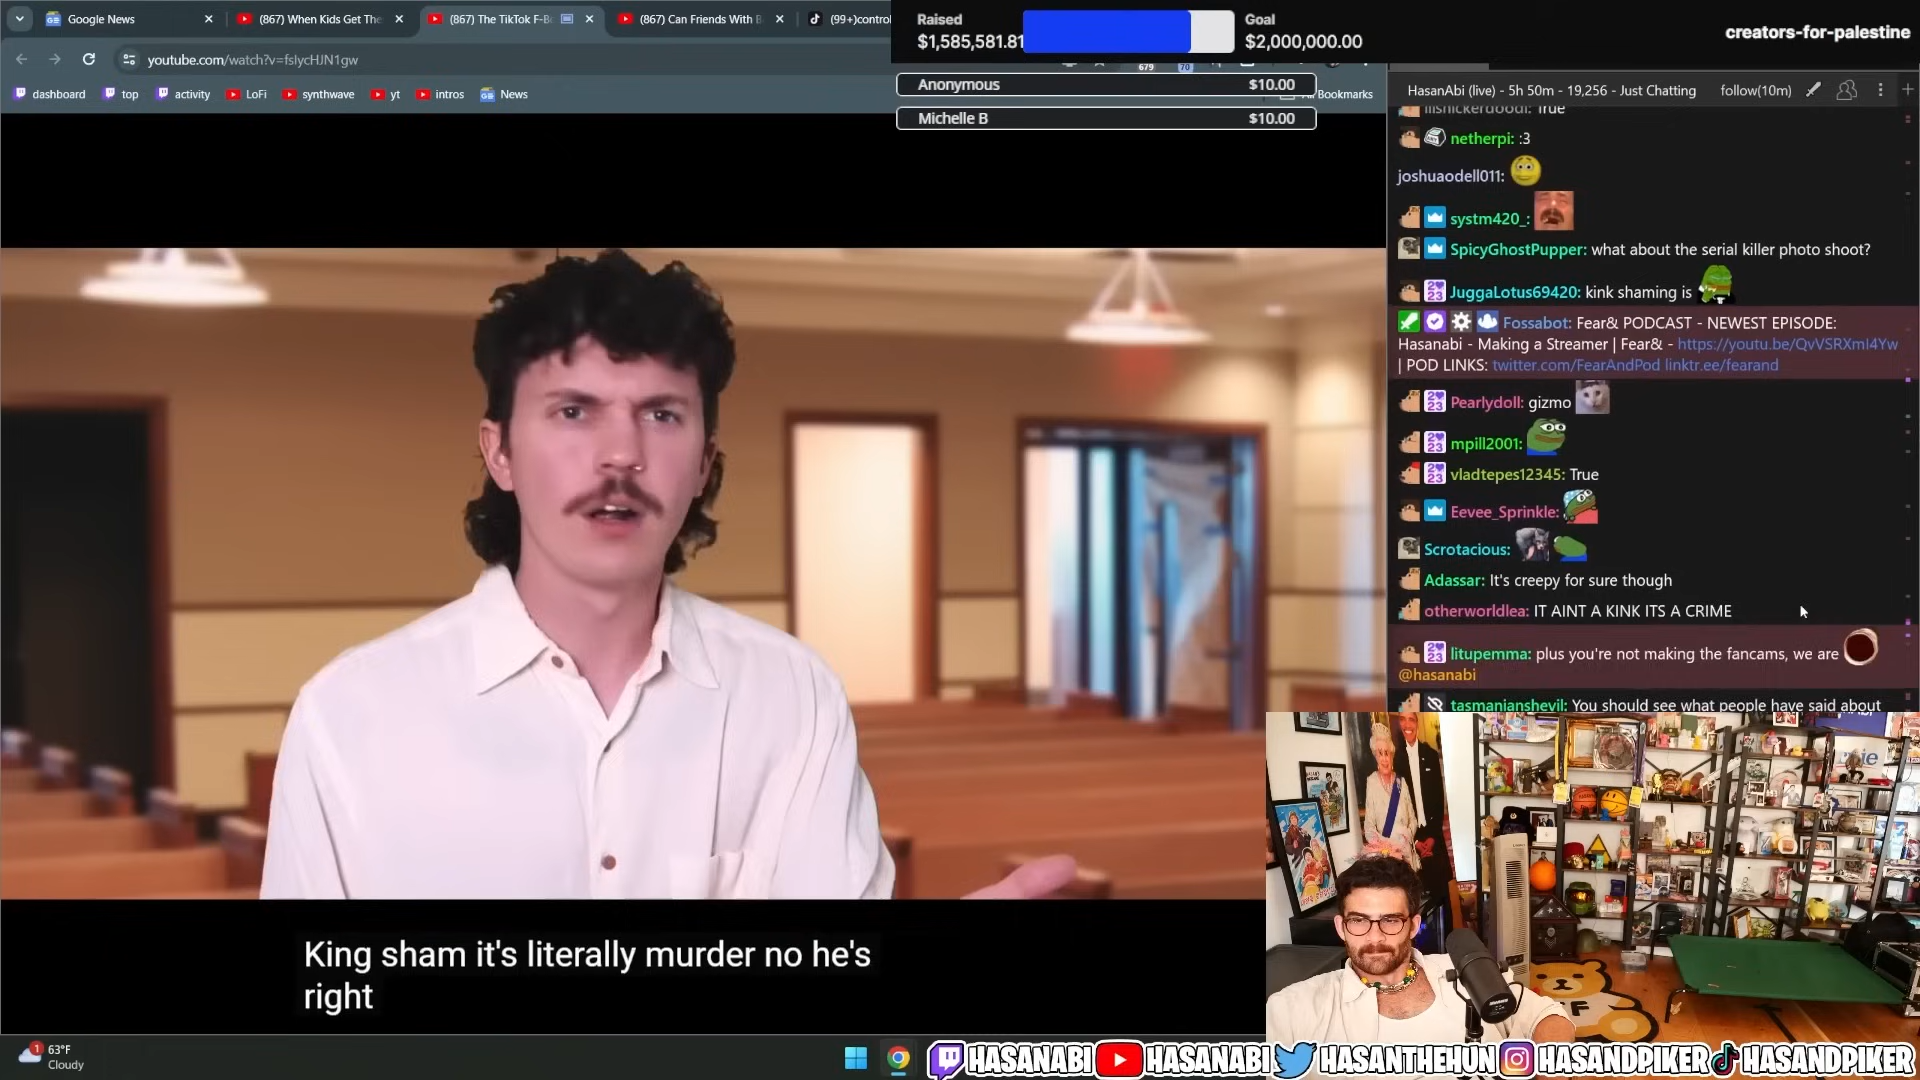 Google News
(867) When Kids Get The
(867) The TikTok F-B
(867) Can Friends With B
(99+)control
youtube.com/watch?v=fslycHJN1gw
679
70
dashboard
top
activity
LoFi
synthwave
yt
intros
News
Bookmarks
Raised
$1,585,581.81
Goal
$2,000,000.00
creators-for-palestine
Anonymous $10.00
Michelle B $10.00
HasanAbi (live) - 5h 50m - 19,256 - Just Chatting follow(10m)
True
netherpi: :3
joshuaodell011:
systm420_:
SpicyGhostPupper: what about the serial killer photo shoot?
JuggaLotus69420: kink shaming is
Fossabot: Fear& PODCAST - NEWEST EPISODE:
Hasanabi - Making a Streamer | Fear& - https://youtu.be/QvVSRXmI4Yw
| POD LINKS: twitter.com/FearAndPod linktr.ee/fearand
Pearlydoll: gizmo
mpill2001:
vladtepes12345: True
Eevee_Sprinkle:
Scrotacious:
Adassar: It's creepy for sure though
otherworldlea: IT AINT A KINK ITS A CRIME
litupemma: plus you're not making the fancams, we are
@hasanabi
tasmanianshevil: You should see what people have said about
King sham it's literally murder no he's
right
1
63°F
Cloudy
HASANABI HASANABI HASANTHEHUN HASANDPIKER HASANDPIKER